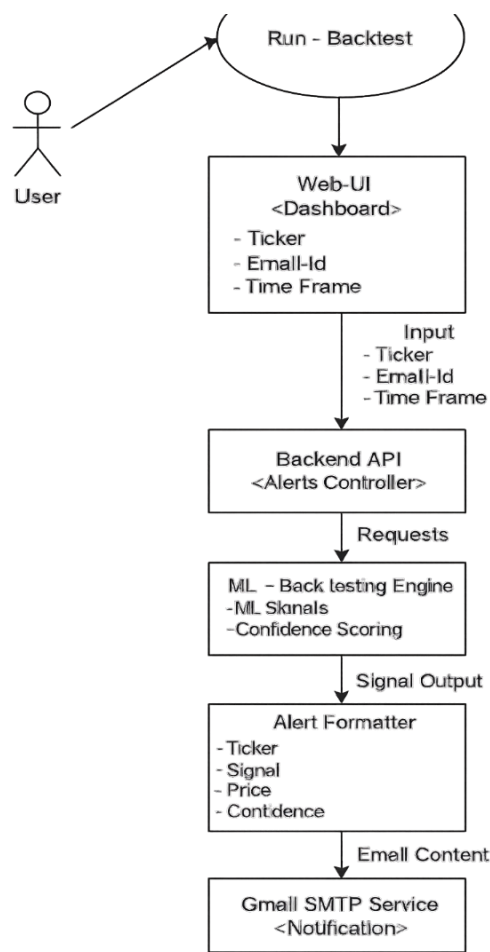 Run - Backtest
User
Web-UI
<Dashboard>
- Ticker
- Emall-Id
- Time Frame
Input
- Ticker
- Emall-Id
- Time Frame
Backend API
<Alerts Controller>
Requests
ML - Back testing Engine
-ML Skinals
-Confidence Scoring
Signal Output
Alert Formatter
- Ticker
- Signal
- Price
- Contidence
Emell Content
Gmall SMTP Service
<Notification>